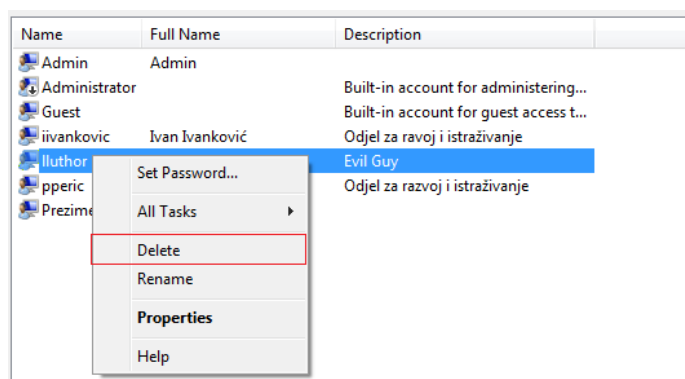 Name Full Name Description
Admin Admin
Administrator Built-in account for administering...
Guest Built-in account for guest access t...
iivankovic Ivan Ivanković Odjel za ravoj i istraživanje
lluthor Evil Guy
Set Password...
pperic Odjel za razvoj i istraživanje
Prezime
All Tasks
Delete
Rename
Properties
Help